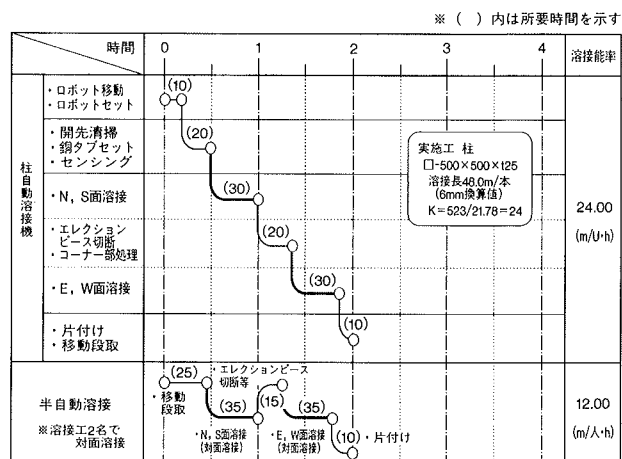 ※（ ）内は所要時間を示す
時間
0 1 2 3 4
溶接能率
柱自動溶接機
・ロボット移動
・ロボットセット
(10)
・開先清掃
・銅タブセット
・センシング
(20)
・N, S面溶接
(30)
・エレクション
ピース切断
・コーナー部処理
(20)
・E, W面溶接
(30)
・片付け
・移動段取
(10)
実施工 柱
□-500×500×125
溶接長48.0m/本
(6mm換算値)
K=523/21.78=24
24.00
(m/U・h)
半自動溶接
※溶接工2名で
対面溶接
(25)
・移動
段取
(35)
・N, S面溶接
(対面溶接)
・エレクションピース
切断等
(15)
(35)
・E, W面溶接
(対面溶接)
(10)・片付け
12.00
(m/人・h)